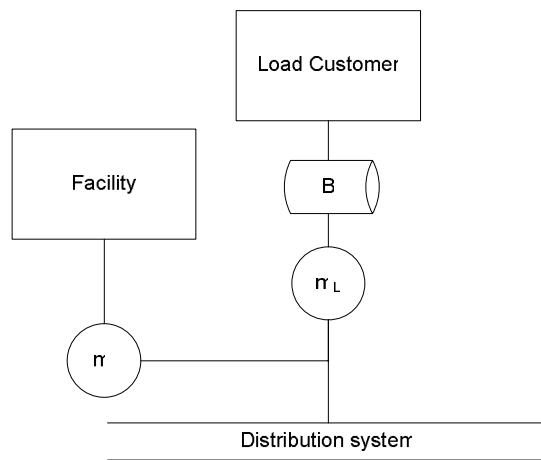 Load Customer
Facility
B
m L
m
Distribution system